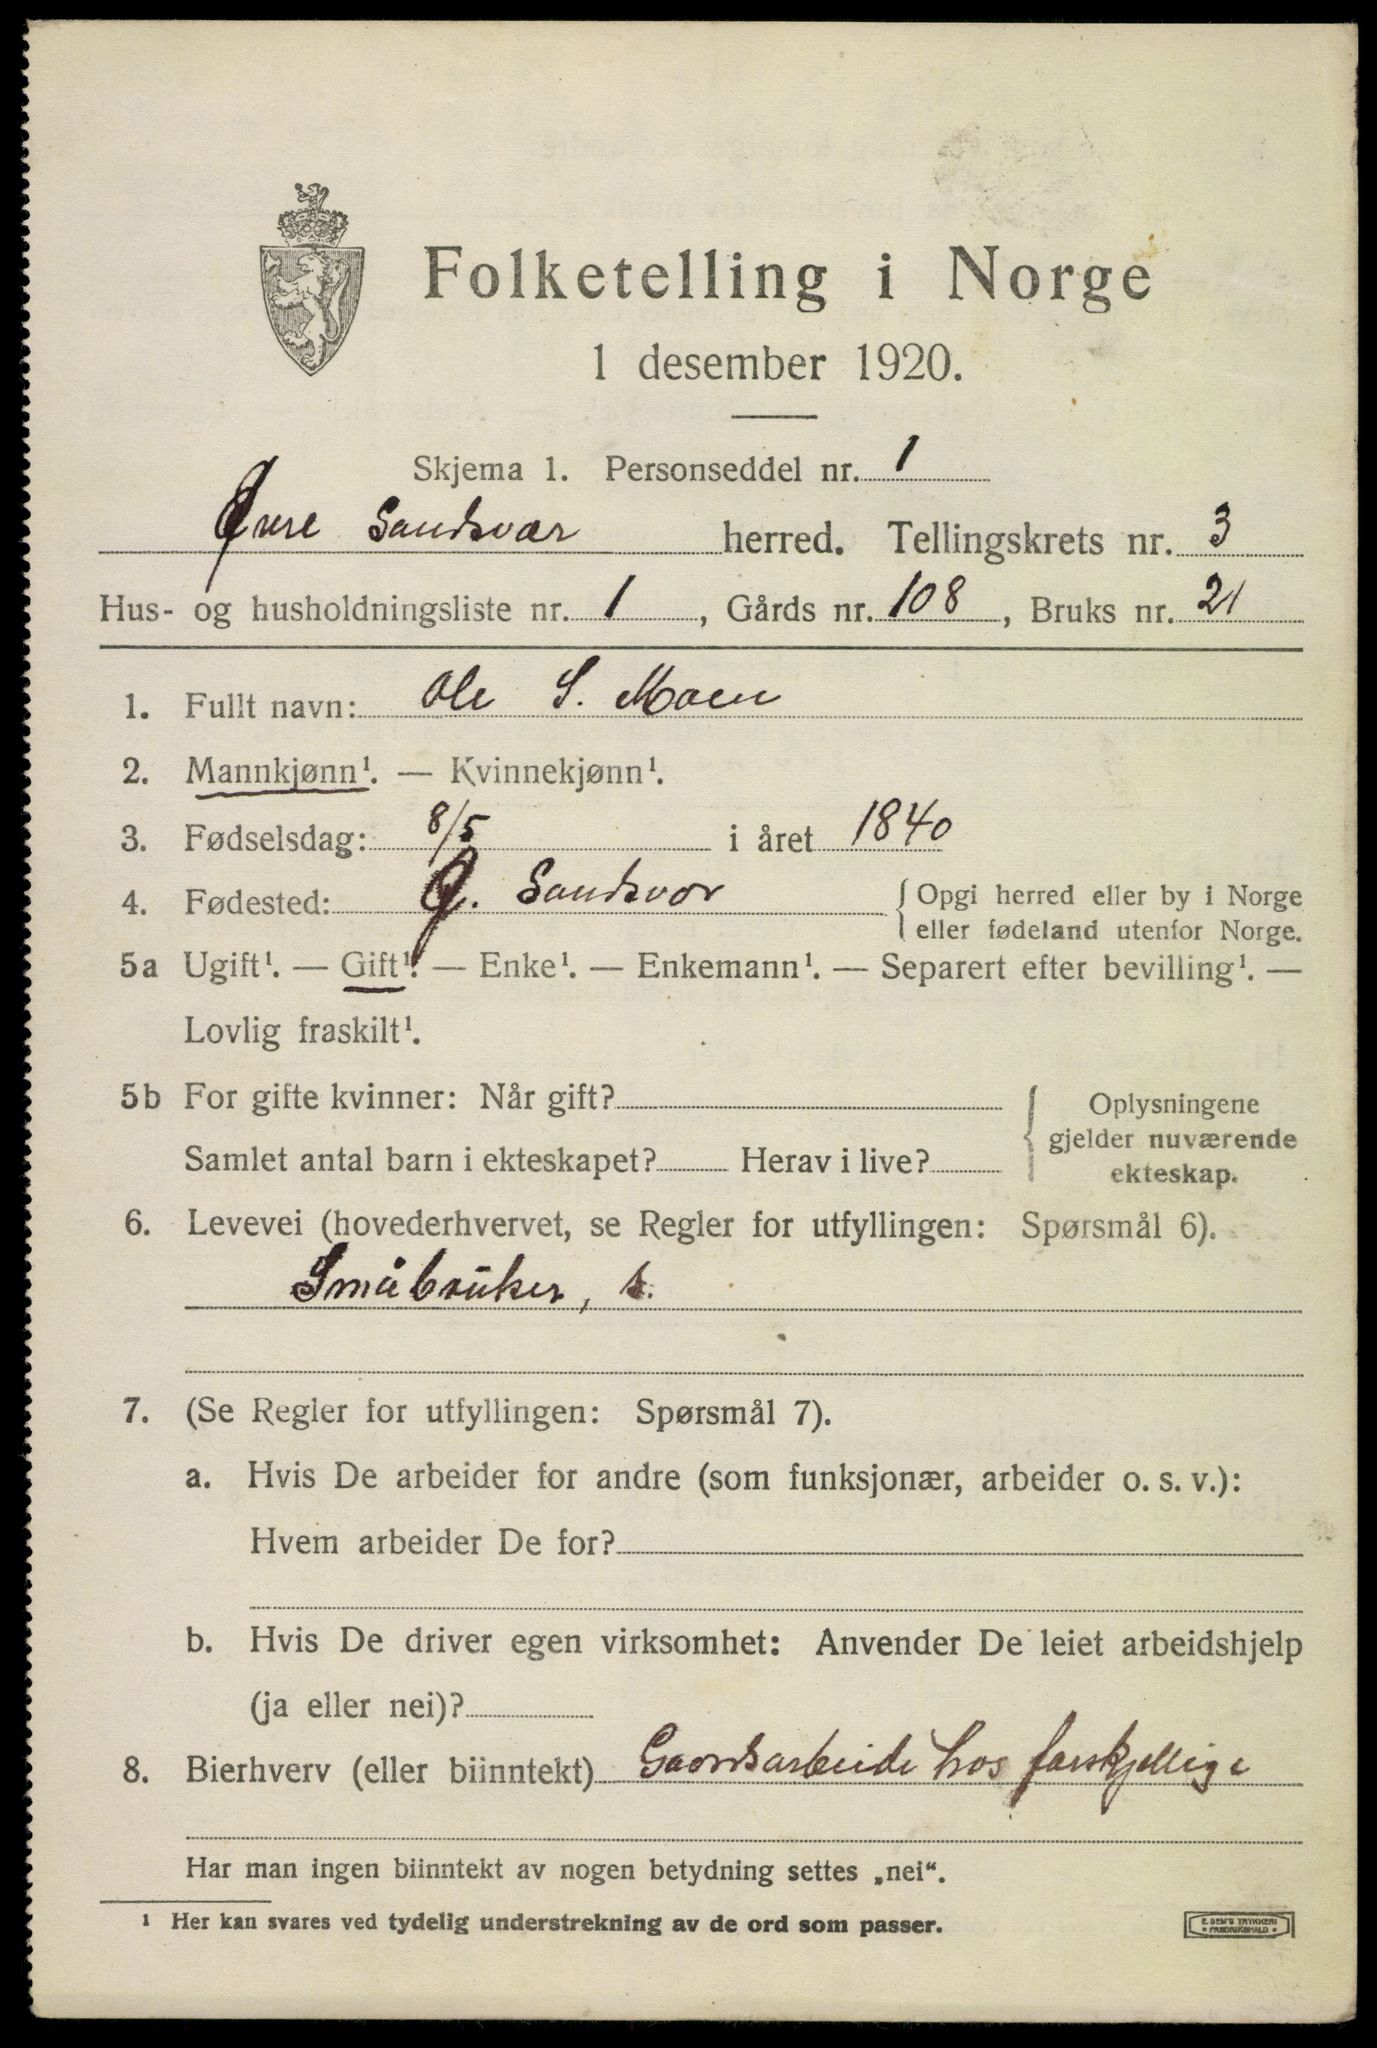 Folketelling i Norge
1 desember 1920.
Skjema 1. Personseddel nr. 1
Øvre Sandsvær herred. Tellingskrets nr. 3
Hus- og husholdningsliste nr. 1, Gårds nr. 108, Bruks nr. 21
1. Fullt navn: Ole S. Moen
2. Mannkjønn¹. — Kvinnekjønn¹.
3. Fødselsdag: 8/5 i året 1840
4. Fødested: Ø. Sandsvær { Opgi herred eller by i Norge
eller fødeland utenfor Norge.
5a Ugift¹. — Gift¹. — Enke¹. — Enkemann¹. — Separert efter bevilling¹. —
Lovlig fraskilt¹.
5b For gifte kvinner: Når gift? { Oplysningene
gjelder nuværende
Samlet antal barn i ekteskapet? Herav i live? ekteskap.
6. Levevei (hovederhvervet, se Regler for utfyllingen: Spørsmål 6).
Småbruker, s.
7. (Se Regler for utfyllingen: Spørsmål 7).
a. Hvis De arbeider for andre (som funksjonær, arbeider o. s. v.):
Hvem arbeider De for?
b. Hvis De driver egen virksomhet: Anvender De leiet arbeidshjelp
(ja eller nei)?
8. Bierhverv (eller biinntekt) Gaardsarbeide hos forskjellige
Har man ingen biinntekt av nogen betydning settes „nei“.
¹ Her kan svares ved tydelig understrekning av de ord som passer.
E. SEM'S TRYKKERI
• FREDRIKSHALD •